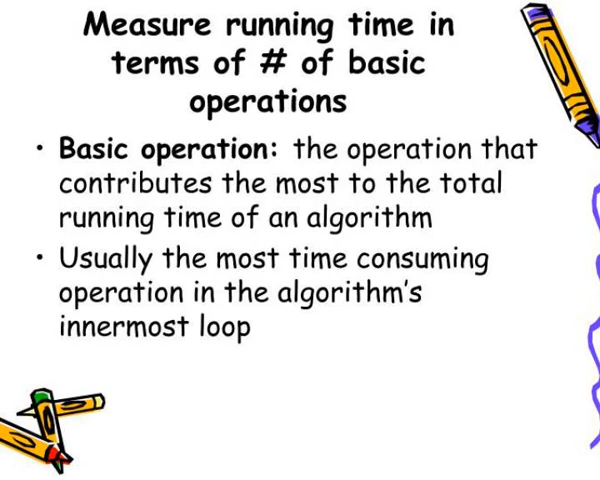 Measure running time in
terms of # of basic
operations
• Basic operation: the operation that
contributes the most to the total
running time of an algorithm
• Usually the most time consuming
operation in the algorithm's
innermost loop